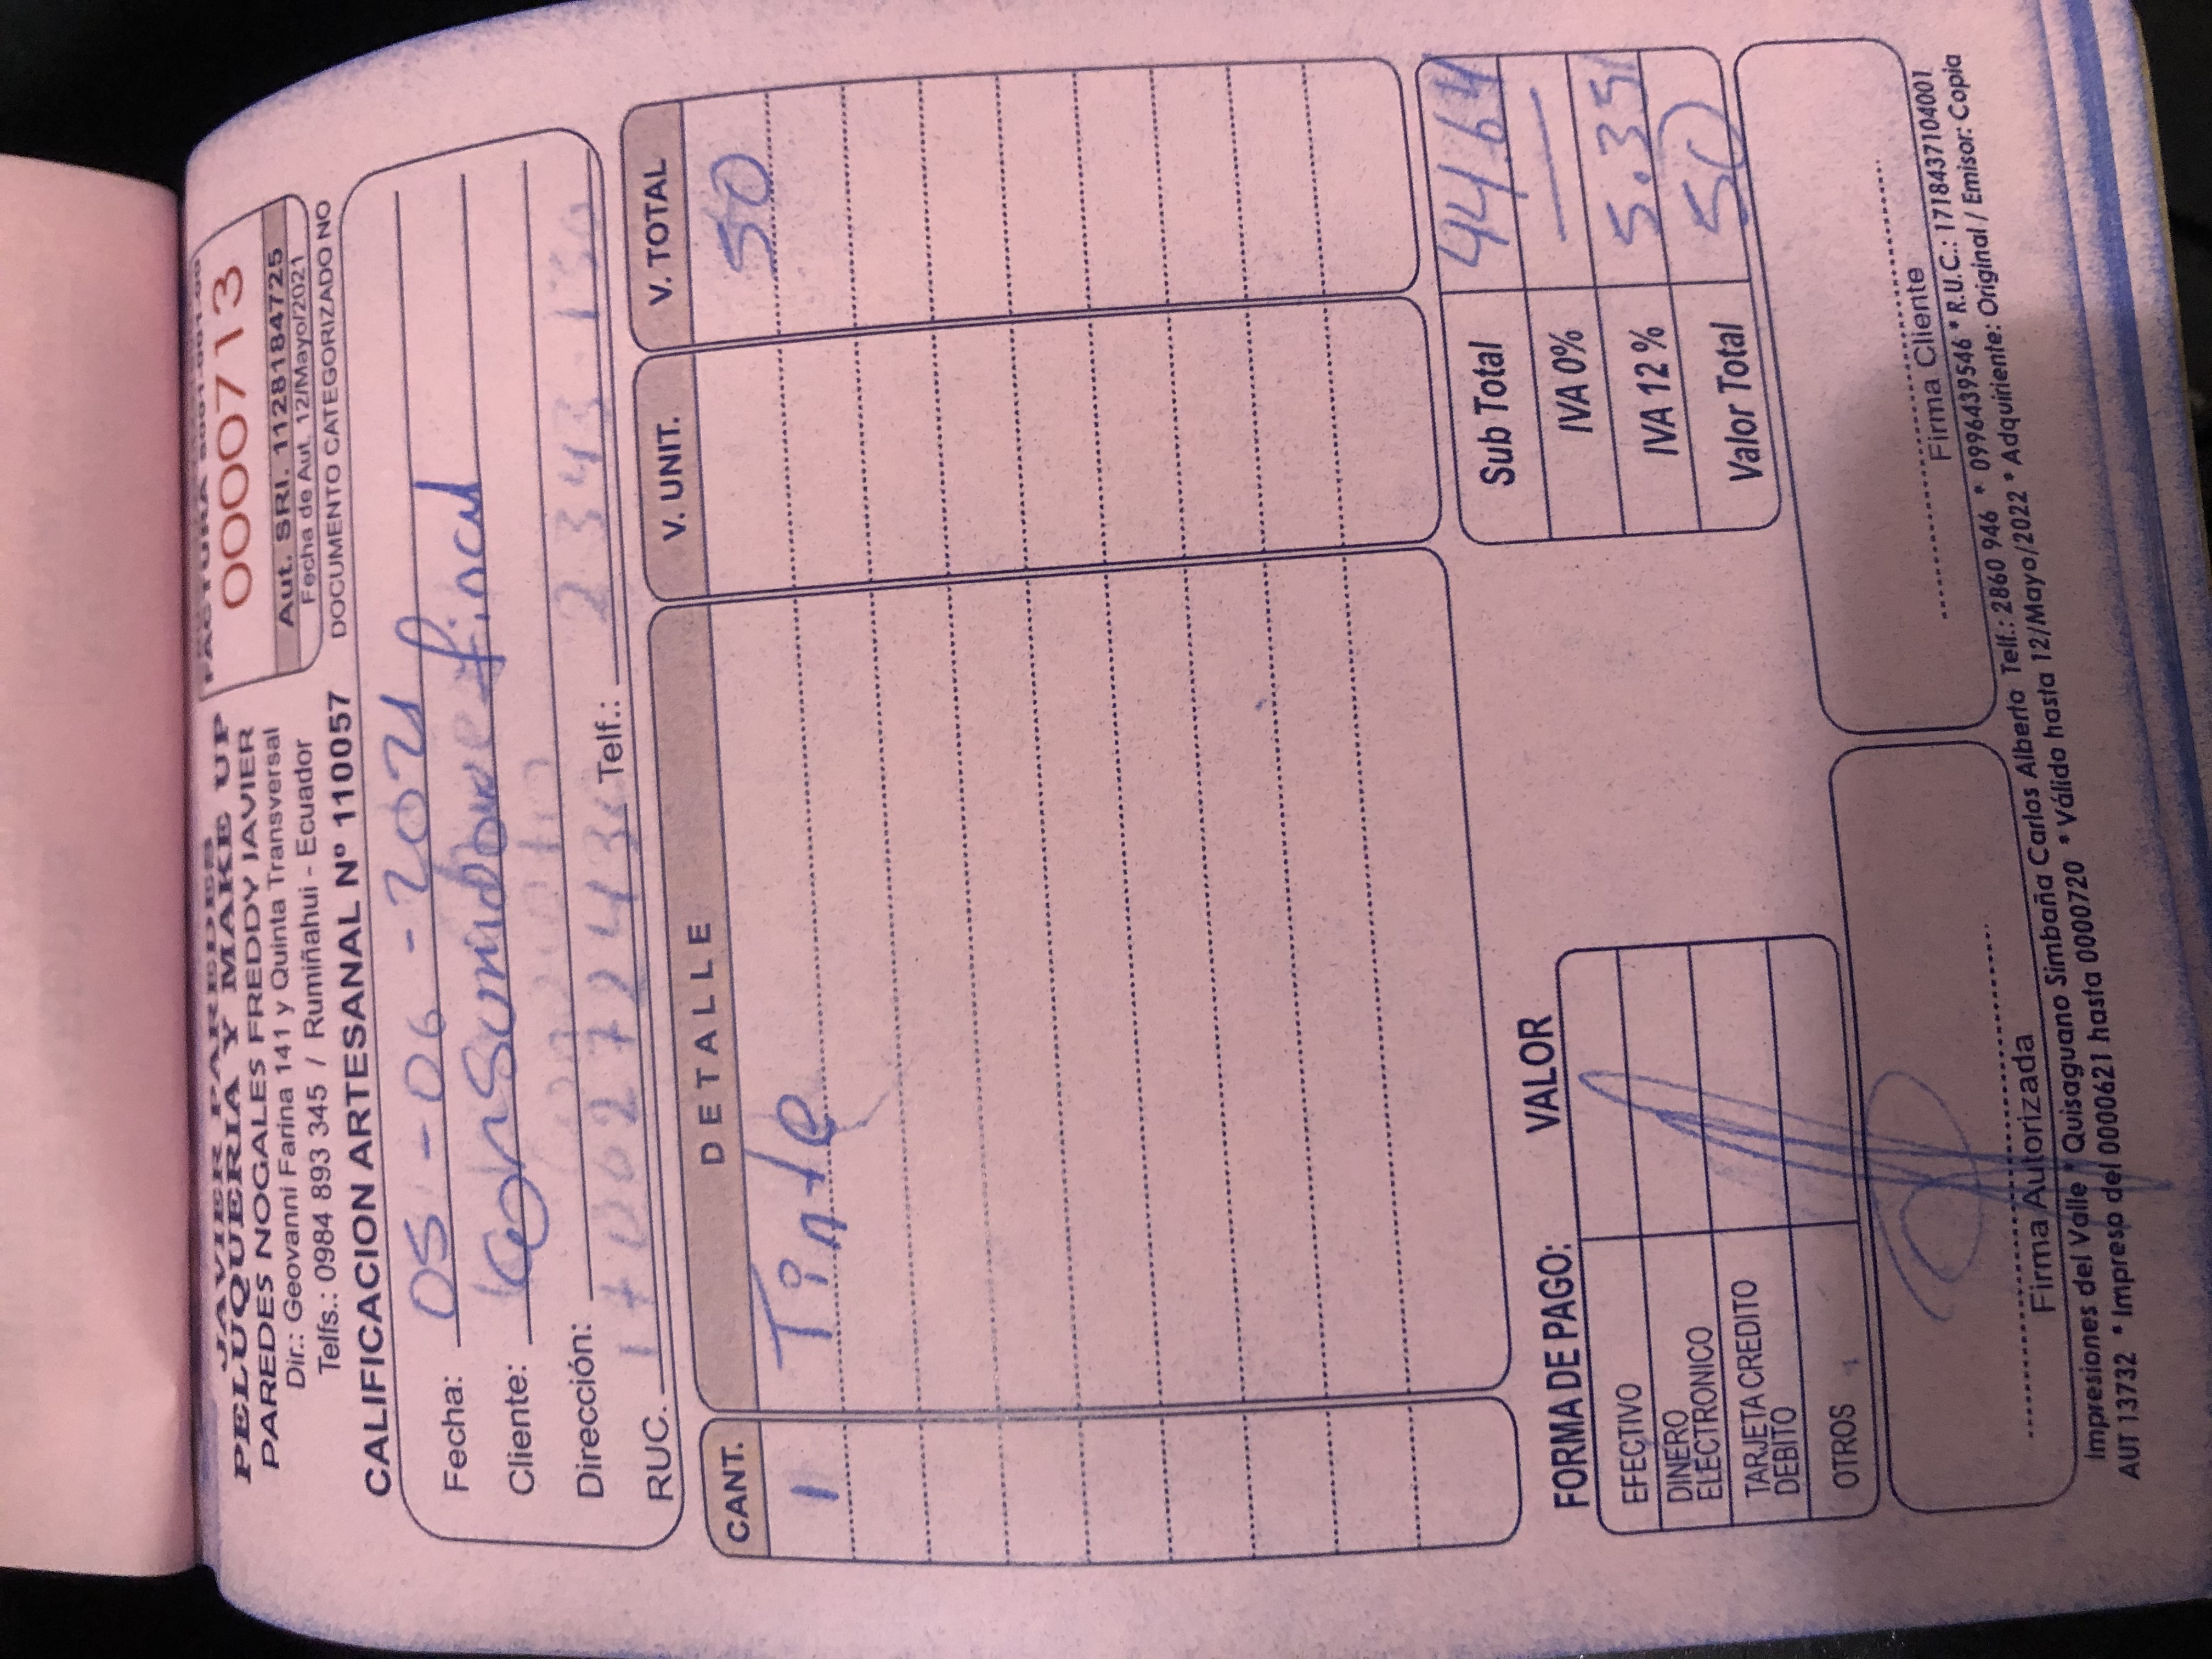 JAVIER PAREDES
PELUQUERIA Y MAKE UP
PAREDES NOGALES FREDDY JAVIER
Dir.: Geovanni Farina 141 y Quinta Transversal
Telfs.: 0984 893 345 / Rumiñahui - Ecuador
CALIFICACION ARTESANAL Nº 110057
FACTURA S001-001-00
0000713
Aut. SRI. 1128184725
Fecha de Aut. 12/Mayo/2021
DOCUMENTO CATEGORIZADO NO
Fecha: 05-06-2021
Cliente: Consumidor final
Dirección:
RUC. Telf.: 2343
CANT. DETALLE V. UNIT. V. TOTAL
1 Tinte 50
Sub Total 44.64
IVA 0% —
IVA 12% 5.35
Valor Total 50
FORMA DE PAGO: VALOR
EFECTIVO
DINERO
ELECTRONICO
TARJETA CREDITO
DEBITO
OTROS
Firma Autorizada
Firma Cliente
Impresiones del Valle * Quisaguano Simbaña Carlos Alberto Telf.: 2860 946 * 0996439546 * R.U.C.: 1718437104001
AUT 13732 * Impreso del 0000621 hasta 0000720 * Válido hasta 12/Mayo/2022 * Adquiriente: Original / Emisor: Copia